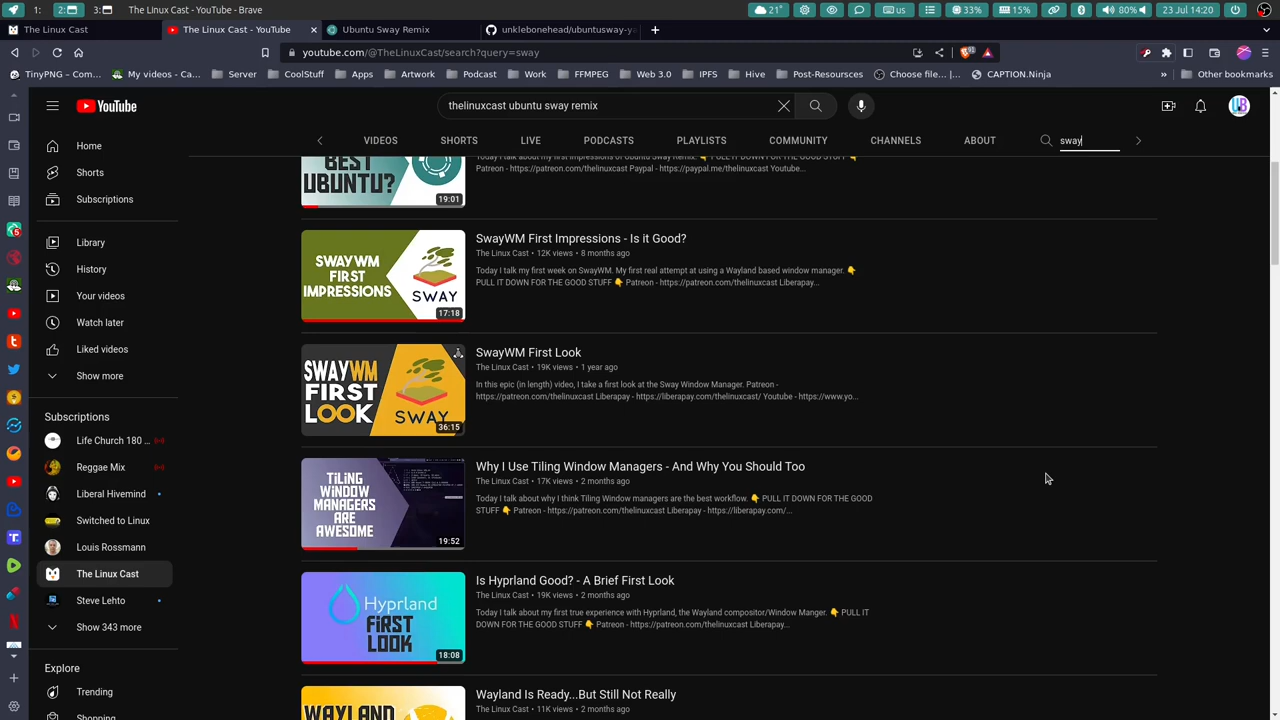 1: 2: 3: The Linux Cast - YouTube - Brave 21° us 33% 15% 80% 23 Jul 14:20
The Linux Cast
The Linux Cast - YouTube
Ubuntu Sway Remix
unklebonehead/ubuntusway-y
youtube.com/@TheLinuxCast/search?query=sway
TinyPNG – Com…
My videos - Ca…
Server
CoolStuff
Apps
Artwork
Podcast
Work
FFMPEG
Web 3.0
IPFS
Hive
Post-Resoursces
Choose file… |…
CAPTION.Ninja
»
Other bookmarks
YouTube
thelinuxcast ubuntu sway remix
VIDEOS
SHORTS
LIVE
PODCASTS
PLAYLISTS
COMMUNITY
CHANNELS
ABOUT
sway
Home
Shorts
Subscriptions
Library
History
Your videos
Watch later
Liked videos
Show more
Subscriptions
Life Church 180 ...
Reggae Mix
Liberal Hivemind
Switched to Linux
Louis Rossmann
The Linux Cast
Steve Lehto
Show 343 more
Explore
Trending
Shopping
BEST
UBUNTU?
19:01
Today I talk about my first impressions of Ubuntu Sway Remix. 👇 PULL IT DOWN FOR THE GOOD STUFF 👇
Patreon - https://patreon.com/thelinuxcast Paypal - https://paypal.me/thelinuxcast Youtube...
SWAYWM
FIRST
IMPRESSIONS
SWAY
17:18
SwayWM First Impressions - Is it Good?
The Linux Cast • 12K views • 8 months ago
Today I talk my first week on SwayWM. My first real attempt at using a Wayland based window manager. 👇
PULL IT DOWN FOR THE GOOD STUFF 👇 Patreon - https://patreon.com/thelinuxcast Liberapay...
SWAYWM
FIRST
LOOK
SWAY
36:15
SwayWM First Look
The Linux Cast • 19K views • 1 year ago
In this epic (in length) video, I take a first look at the Sway Window Manager. Patreon -
https://patreon.com/thelinuxcast Liberapay - https://liberapay.com/thelinuxcast/ Youtube - https://www.yo...
TILING
WINDOW
MANAGERS
ARE
AWESOME
19:52
Why I Use Tiling Window Managers - And Why You Should Too
The Linux Cast • 17K views • 2 months ago
Today I talk about why I think Tiling Window managers are the best workflow. 👇 PULL IT DOWN FOR THE GOOD
STUFF 👇 Patreon - https://patreon.com/thelinuxcast Liberapay - https://liberapay.com/...
Hyprland
FIRST
LOOK
18:08
Is Hyprland Good? - A Brief First Look
The Linux Cast • 19K views • 2 months ago
Today I talk about my first true experience with Hyprland, the Wayland compositor/Window Manger. 👇 PULL IT
DOWN FOR THE GOOD STUFF 👇 Patreon - https://patreon.com/thelinuxcast Liberapay...
WAYLAND
Wayland Is Ready...But Still Not Really
The Linux Cast • 11K views • 2 months ago